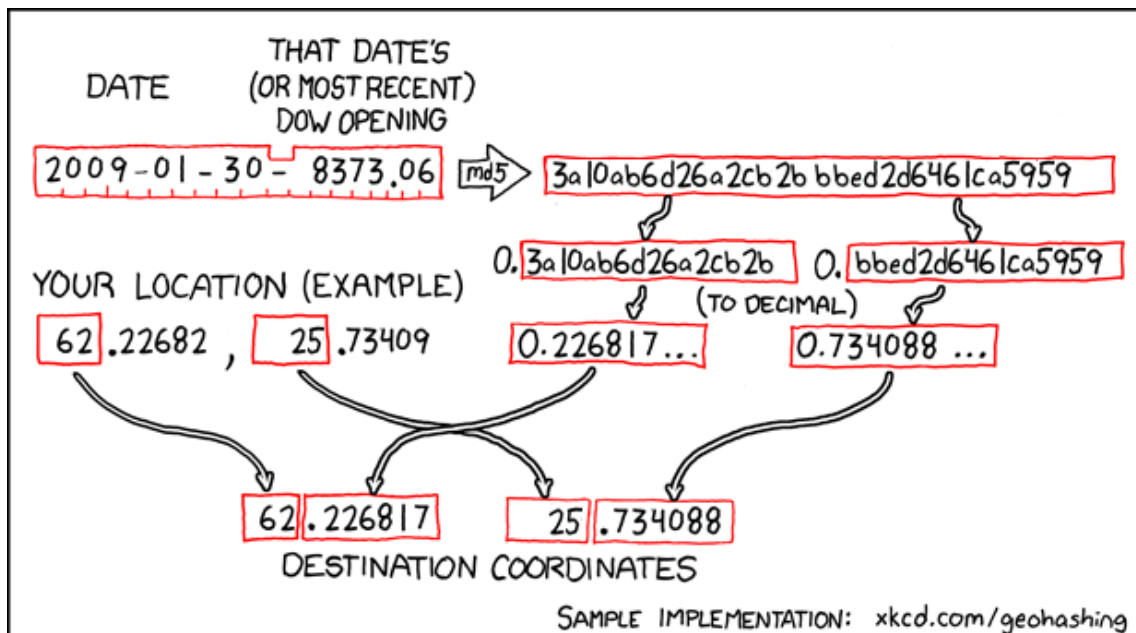 DATE
THAT DATE'S
(OR MOST RECENT)
DOW OPENING
2009-01-30-8373.06
md5
3a10ab6d26a2cb2bbbed2d6461ca5959
0.3a10ab6d26a2cb2b
0.bbed2d6461ca5959
(TO DECIMAL)
YOUR LOCATION (EXAMPLE)
62.22682, 25.73409
0.226817...
0.734088...
62.226817
25.734088
DESTINATION COORDINATES
SAMPLE IMPLEMENTATION: xkcd.com/geohashing